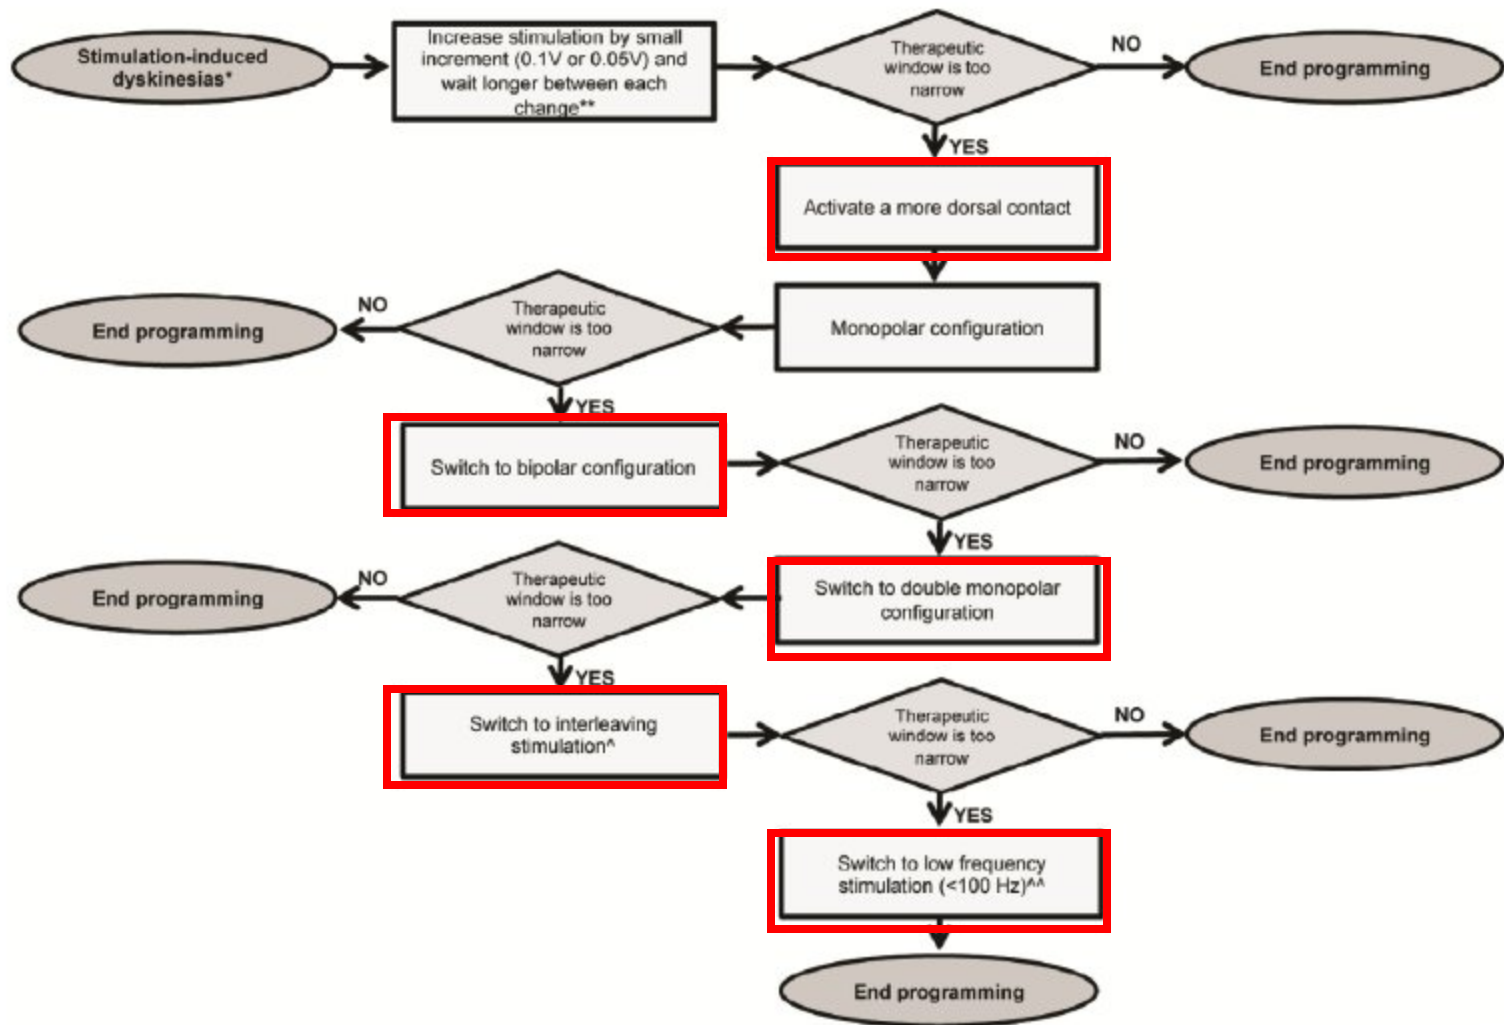 Stimulation-induced
dyskinesias*
Increase stimulation by small
increment (0.1V or 0.05V) and
wait longer between each
change**
Therapeutic
window is too
narrow
NO
End programming
YES
Activate a more dorsal contact
Monopolar configuration
Therapeutic
window is too
narrow
NO
End programming
YES
Switch to bipolar configuration
Therapeutic
window is too
narrow
NO
End programming
YES
Switch to double monopolar
configuration
Therapeutic
window is too
narrow
NO
End programming
YES
Switch to interleaving
stimulation^
Therapeutic
window is too
narrow
NO
End programming
YES
Switch to low frequency
stimulation (<100 Hz)^^
End programming